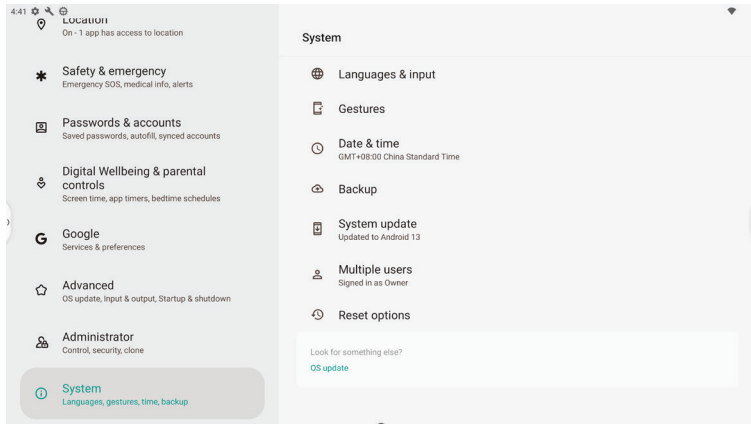 4:41
Location
On - 1 app has access to location
Safety & emergency
Emergency SOS, medical info, alerts
Passwords & accounts
Saved passwords, autofill, synced accounts
Digital Wellbeing & parental
controls
Screen time, app timers, bedtime schedules
Google
Services & preferences
Advanced
OS update, Input & output, Startup & shutdown
Administrator
Control, security, clone
System
Languages, gestures, time, backup
System
Languages & input
Gestures
Date & time
GMT+08:00 China Standard Time
Backup
System update
Updated to Android 13
Multiple users
Signed in as Owner
Reset options
Look for something else?
OS update